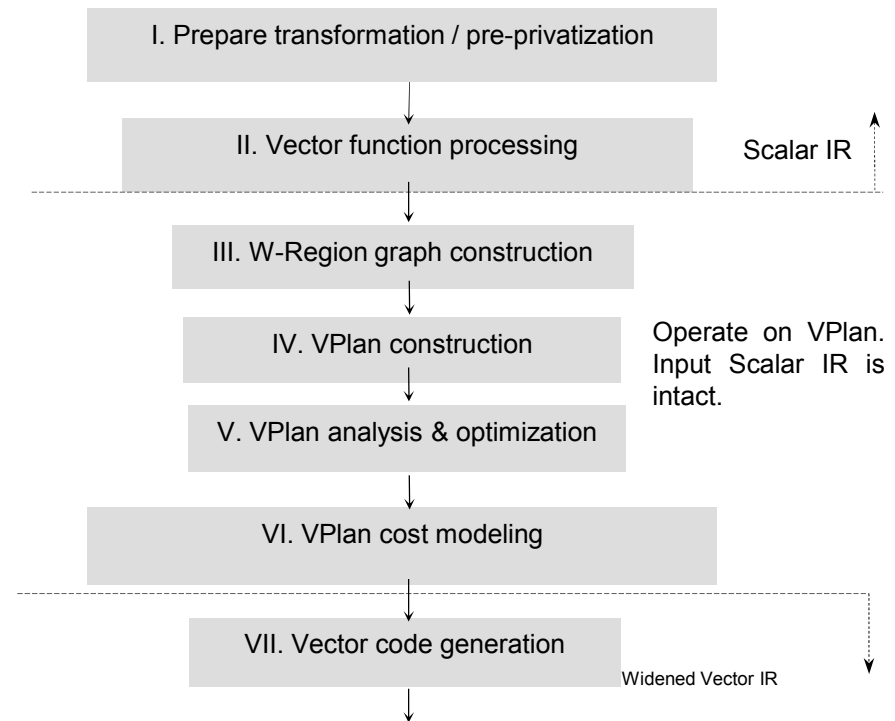 I. Prepare transformation / pre-privatization
II. Vector function processing
Scalar IR
III. W-Region graph construction
IV. VPlan construction
Operate on VPlan.
Input Scalar IR is
intact.
V. VPlan analysis & optimization
VI. VPlan cost modeling
VII. Vector code generation
Widened Vector IR